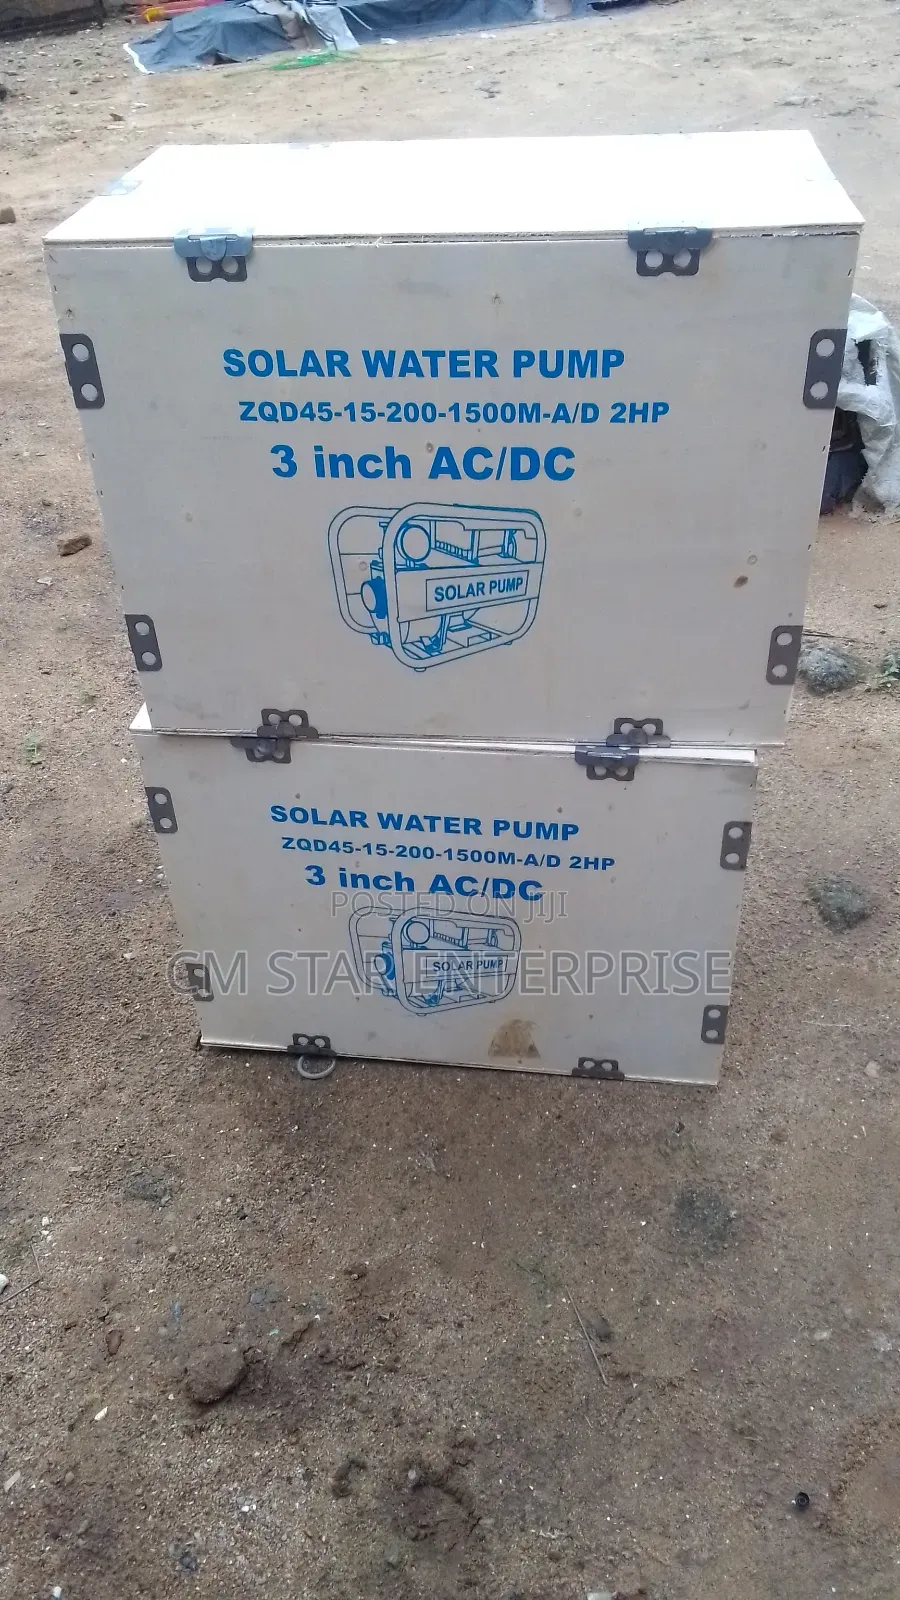 SOLAR WATER PUMP
ZQD45-15-200-1500M-A/D 2HP
3 inch AC/DC
SOLAR PUMP
SOLAR WATER PUMP
ZQD45-15-200-1500M-A/D 2HP
3 inch AC/DC
POSTED ON JIJI
CM STAR ENTERPRISE
SOLAR PUMP